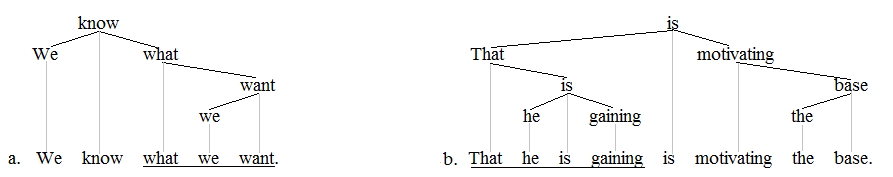 know
We what
want
we
a. We know what we want.
is
That motivating
is base
he gaining the
b. That he is gaining is motivating the base.